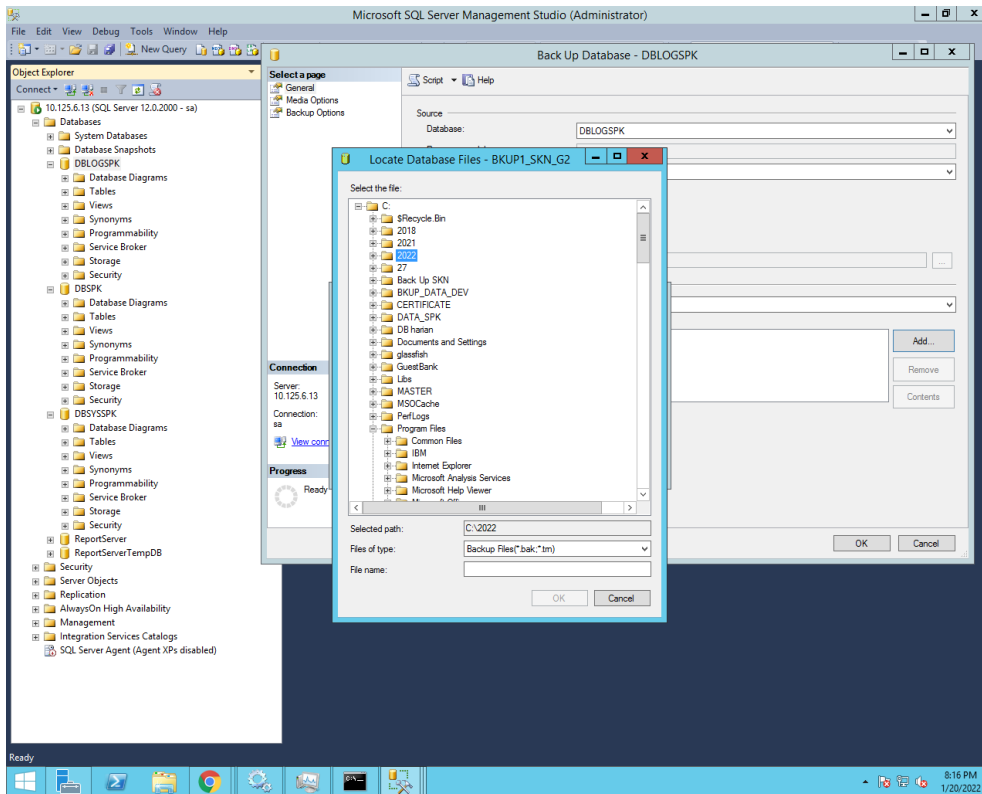 Microsoft SQL Server Management Studio (Administrator)
File Edit View Debug Tools Window Help
New Query
Object Explorer
Connect
10.125.6.13 (SQL Server 12.0.2000 - sa)
Databases
System Databases
Database Snapshots
DBLOGSPK
Database Diagrams
Tables
Views
Synonyms
Programmability
Service Broker
Storage
Security
DBSPK
Database Diagrams
Tables
Views
Synonyms
Programmability
Service Broker
Storage
Security
DBSYSSPK
Database Diagrams
Tables
Views
Synonyms
Programmability
Service Broker
Storage
Security
ReportServer
ReportServerTempDB
Security
Server Objects
Replication
AlwaysOn High Availability
Management
Integration Services Catalogs
SQL Server Agent (Agent XPs disabled)
Back Up Database - DBLOGSPK
Select a page
General
Media Options
Backup Options
Script Help
Source
Database: DBLOGSPK
Add...
Remove
Contents
Connection
Server:
10.125.6.13
Connection:
sa
View conn
Progress
Ready
OK Cancel
Locate Database Files - BKUP1_SKN_G2
Select the file:
C:
$Recycle.Bin
2018
2021
2022
27
Back Up SKN
BKUP_DATA_DEV
CERTIFICATE
DATA_SPK
DB harian
Documents and Settings
glassfish
GuestBank
Libs
MASTER
MSOCache
PerfLogs
Program Files
Common Files
IBM
Internet Explorer
Microsoft Analysis Services
Microsoft Help Viewer
Selected path: C:\2022
Files of type: Backup Files(*.bak;*.trn)
File name:
OK Cancel
Ready
8:16 PM
1/20/2022